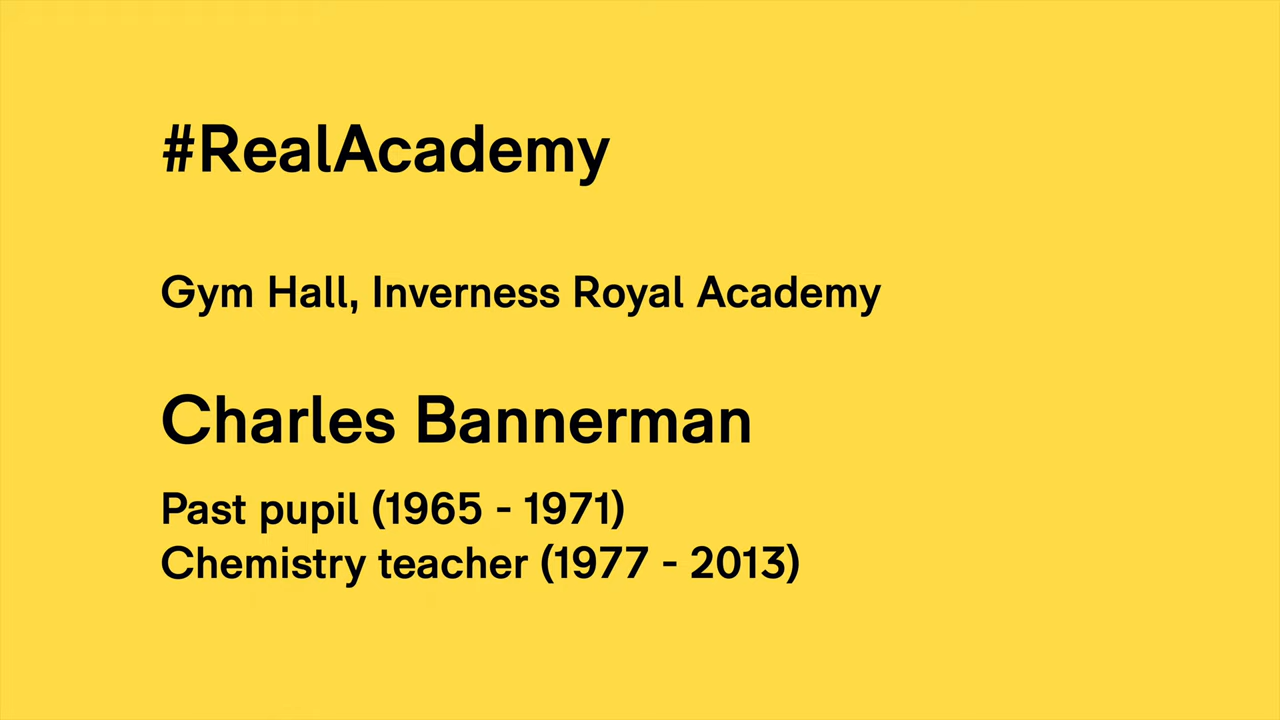 #RealAcademy
Gym Hall, Inverness Royal Academy
Charles Bannerman
Past pupil (1965 - 1971)
Chemistry teacher (1977 - 2013)